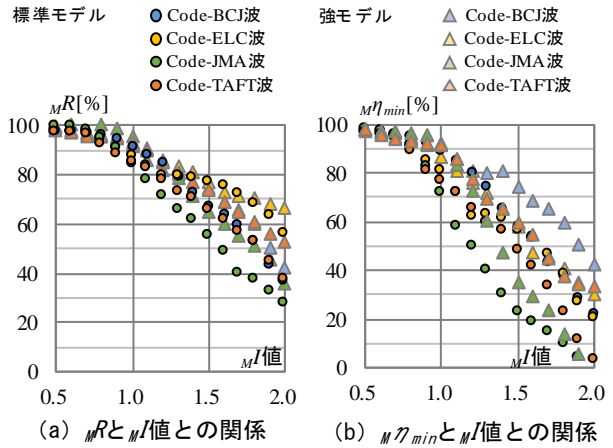 標準モデル 強モデル
Code-BCJ波 Code-BCJ波
Code-ELC波 Code-ELC波
Code-JMA波 Code-JMA波
Code-TAFT波 Code-TAFT波
MR[%] Mηmin[%]
100 100
80 80
60 60
40 40
20 20
MI値 MI値
0 0
0.5 1.0 1.5 2.0 0.5 1.0 1.5 2.0
(a) MRとMI値との関係 (b) MηminとMI値との関係